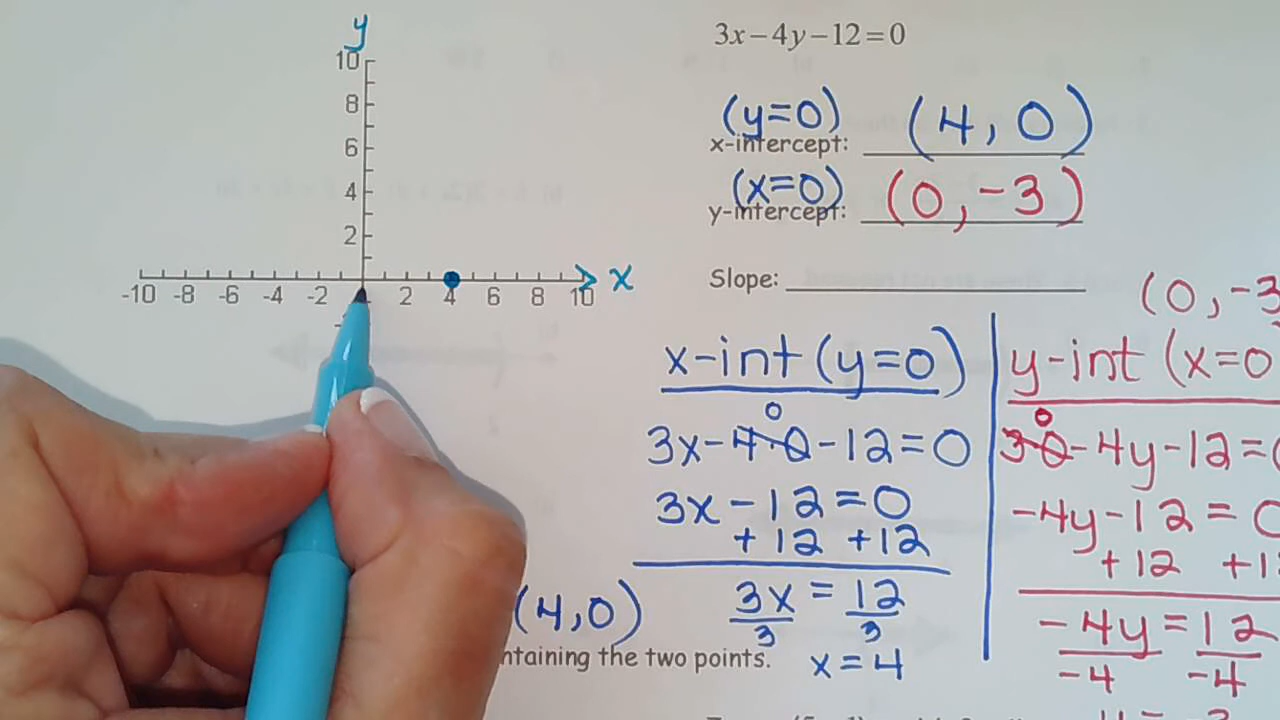 y
10
8
6
4
2
-10 -8 -6 -4 -2 2 4 6 8 10 x
3x−4y−12=0
(y=0) (4, 0)
x-intercept:
(x=0) (0, -3)
y-intercept:
Slope:
(0, -3
x-int (y=0)
0
3x-4·0-12=0
3x-12=0
+12 +12
3x = 12
3 3
x=4
(4,0)
y-int (x=0
0
3·0-4y-12=0
-4y-12=0
+12 +12
-4y=12
-4 -4
ntaining the two points.